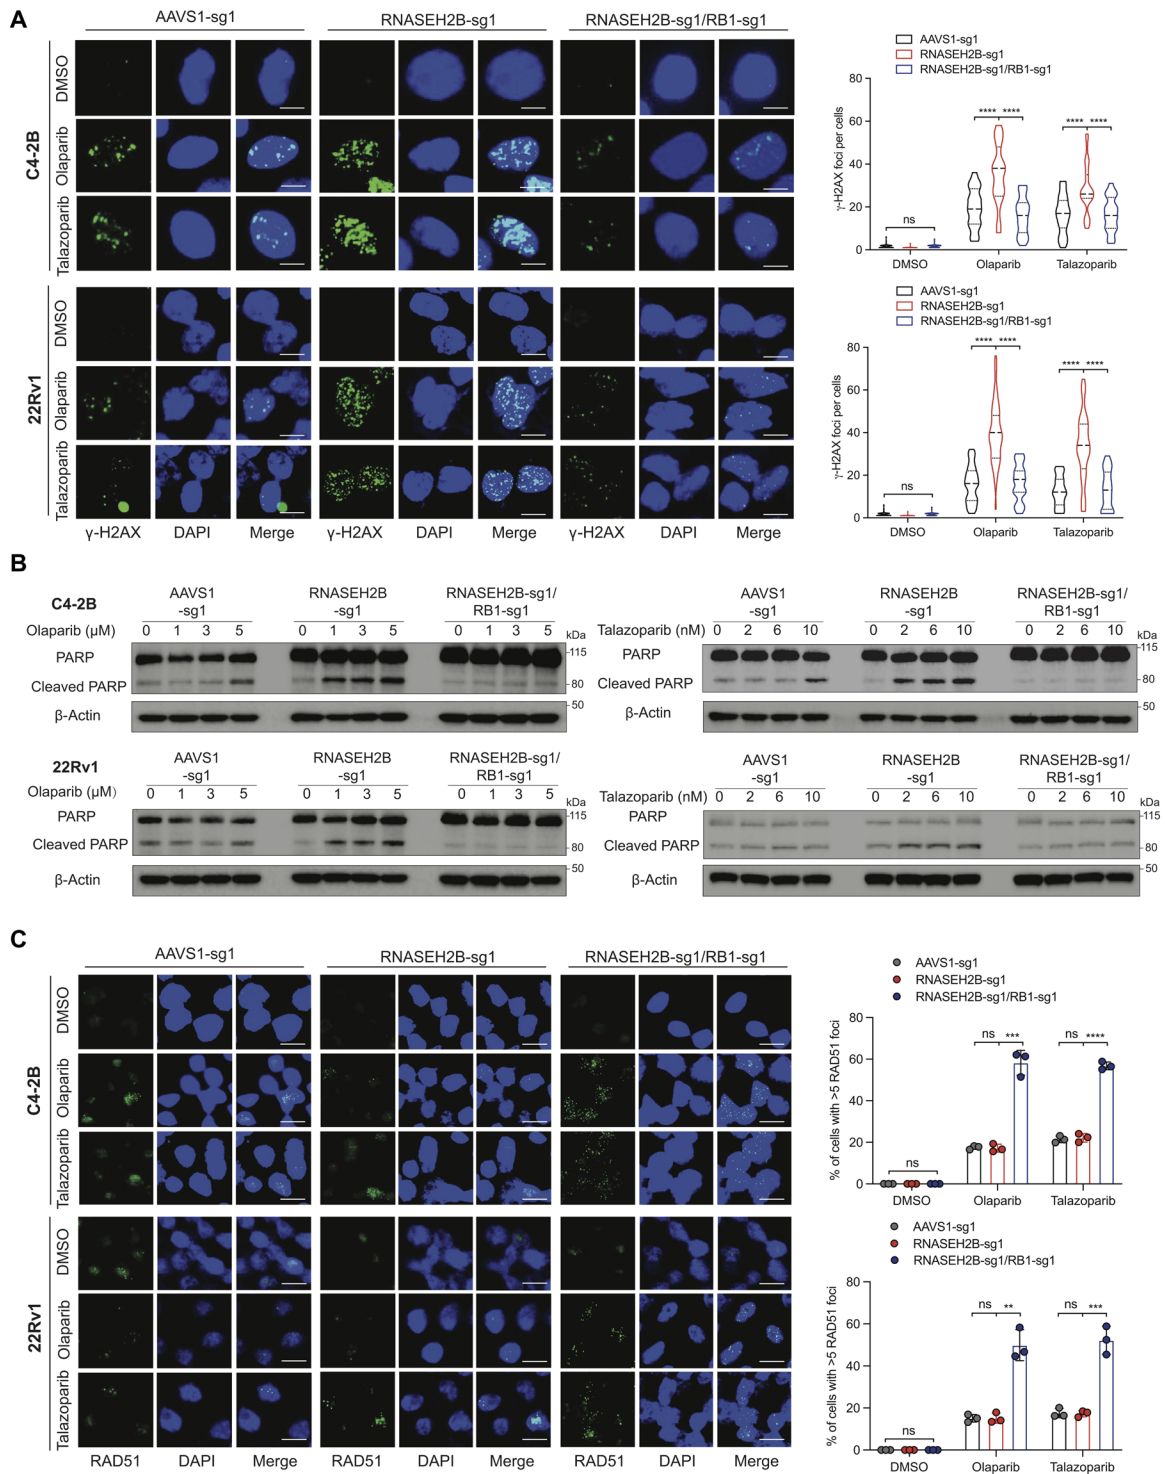 A
AAVS1-sg1 RNASEH2B-sg1 RNASEH2B-sg1/RB1-sg1
C4-2B
DMSO
Olaparib
Talazoparib
22Rv1
DMSO
Olaparib
Talazoparib
γ-H2AX DAPI Merge γ-H2AX DAPI Merge γ-H2AX DAPI Merge
AAVS1-sg1
RNASEH2B-sg1
RNASEH2B-sg1/RB1-sg1
γ-H2AX foci per cells
80
60
40
20
0
ns
**** ****
**** ****
DMSO Olaparib Talazoparib
AAVS1-sg1
RNASEH2B-sg1
RNASEH2B-sg1/RB1-sg1
γ-H2AX foci per cells
80
60
40
20
0
ns
**** ****
**** ****
DMSO Olaparib Talazoparib
B
C4-2B
AAVS1 -sg1 RNASEH2B -sg1 RNASEH2B-sg1/ RB1-sg1
Olaparib (μM) 0 1 3 5 0 1 3 5 0 1 3 5 kDa
PARP 115
Cleaved PARP 80
50
β-Actin
AAVS1 -sg1 RNASEH2B -sg1 RNASEH2B-sg1/ RB1-sg1
Talazoparib (nM) 0 2 6 10 0 2 6 10 0 2 6 10 kDa
PARP 115
Cleaved PARP 80
50
β-Actin
22Rv1
AAVS1 -sg1 RNASEH2B -sg1 RNASEH2B-sg1/ RB1-sg1
Olaparib (μM) 0 1 3 5 0 1 3 5 0 1 3 5 kDa
PARP 115
Cleaved PARP 80
50
β-Actin
AAVS1 -sg1 RNASEH2B -sg1 RNASEH2B-sg1/ RB1-sg1
Talazoparib (nM) 0 2 6 10 0 2 6 10 0 2 6 10 kDa
PARP 115
Cleaved PARP 80
50
β-Actin
C
AAVS1-sg1 RNASEH2B-sg1 RNASEH2B-sg1/RB1-sg1
C4-2B
DMSO
Olaparib
Talazoparib
22Rv1
DMSO
Olaparib
Talazoparib
RAD51 DAPI Merge RAD51 DAPI Merge RAD51 DAPI Merge
AAVS1-sg1
RNASEH2B-sg1
RNASEH2B-sg1/RB1-sg1
% of cells with >5 RAD51 foci
80
60
40
20
0
ns
ns ***
ns ****
DMSO Olaparib Talazoparib
AAVS1-sg1
RNASEH2B-sg1
RNASEH2B-sg1/RB1-sg1
% of cells with >5 RAD51 foci
80
60
40
20
0
ns
ns **
ns ***
DMSO Olaparib Talazoparib